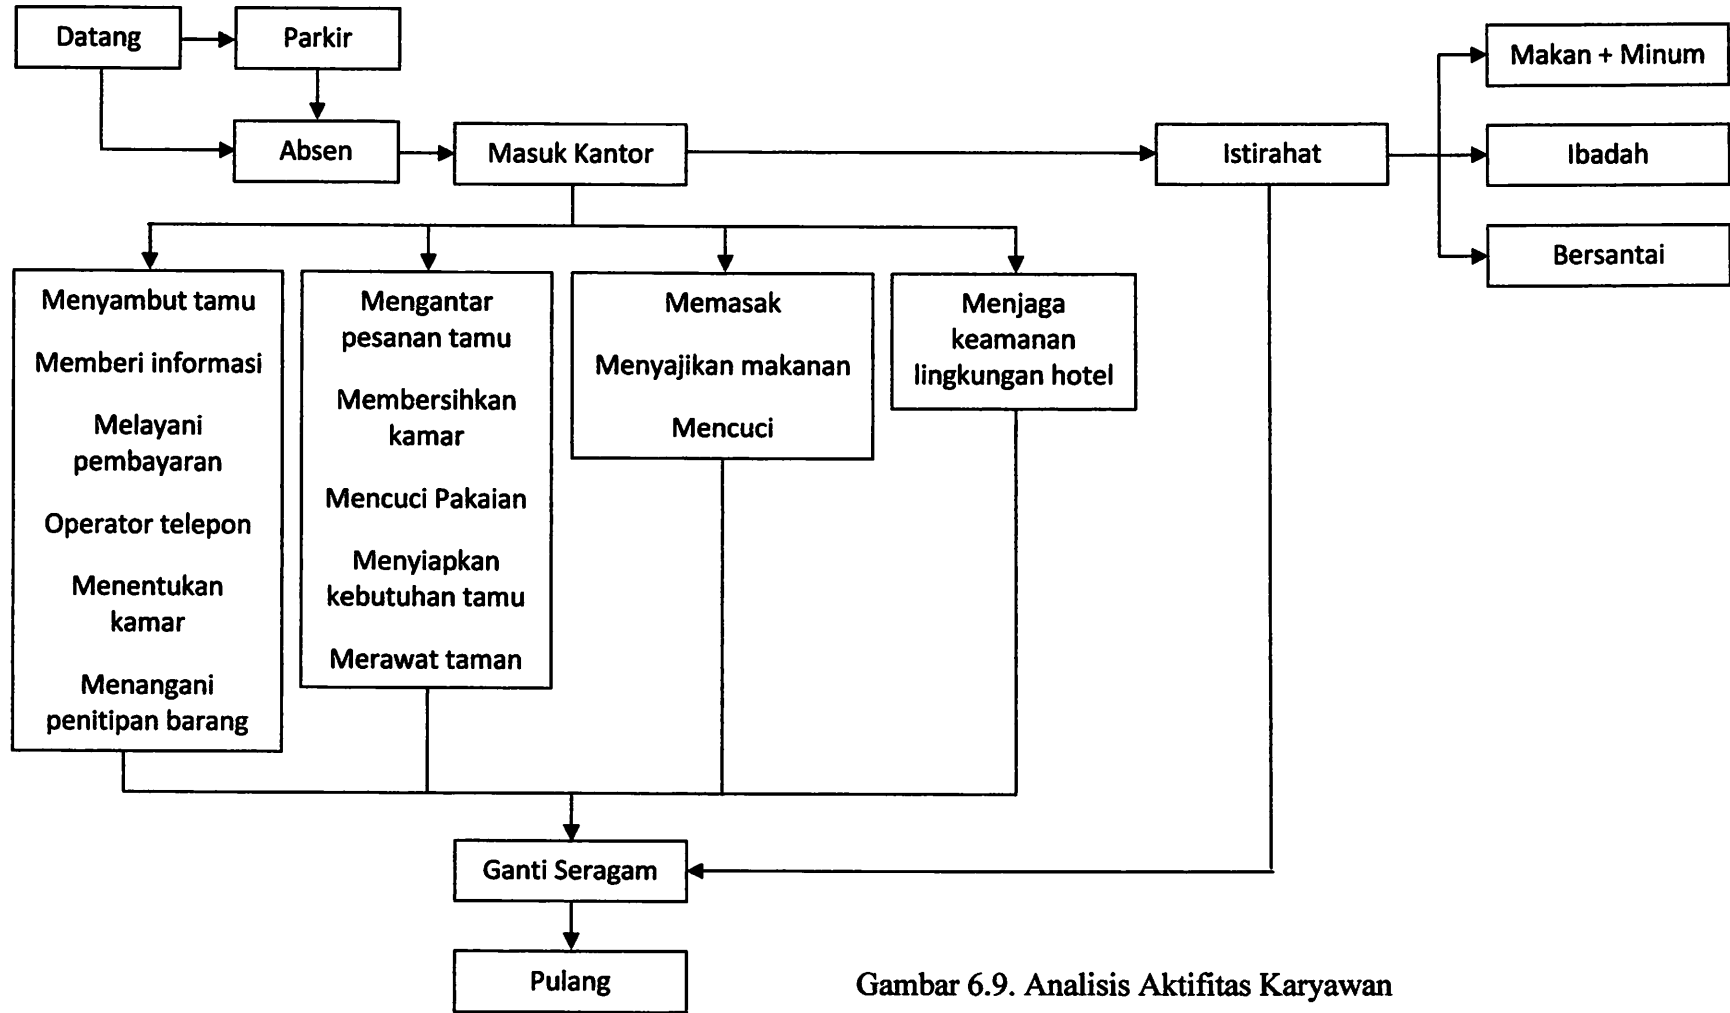 Datang
Parkir
Absen
Masuk Kantor
Istirahat
Makan + Minum
Ibadah
Bersantai
Menyambut tamu
Memberi informasi
Melayani
pembayaran
Operator telepon
Menentukan
kamar
Menangani
penitipan barang
Mengantar
pesanan tamu
Membersihkan
kamar
Mencuci Pakaian
Menyiapkan
kebutuhan tamu
Merawat taman
Memasak
Menyajikan makanan
Mencuci
Menjaga
keamanan
lingkungan hotel
Ganti Seragam
Pulang
Gambar 6.9. Analisis Aktifitas Karyawan